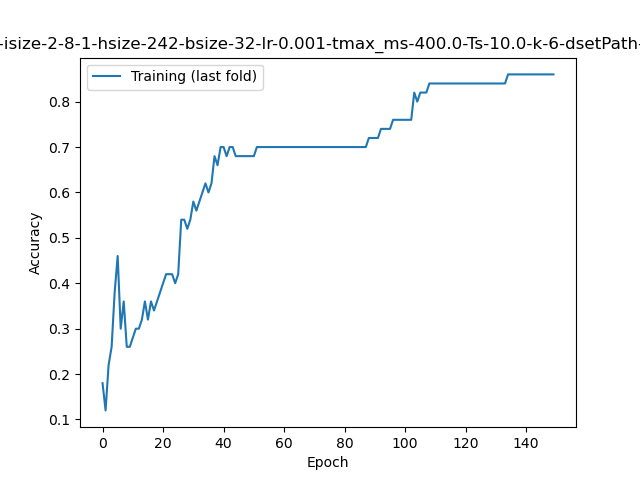 -isize-2-8-1-hsize-242-bsize-32-lr-0.001-tmax_ms-400.0-Ts-10.0-k-6-dsetPath-
Training (last fold)
0.8
0.7
0.6
0.5
0.4
0.3
0.2
0.1
Accuracy
0 20 40 60 80 100 120 140
Epoch